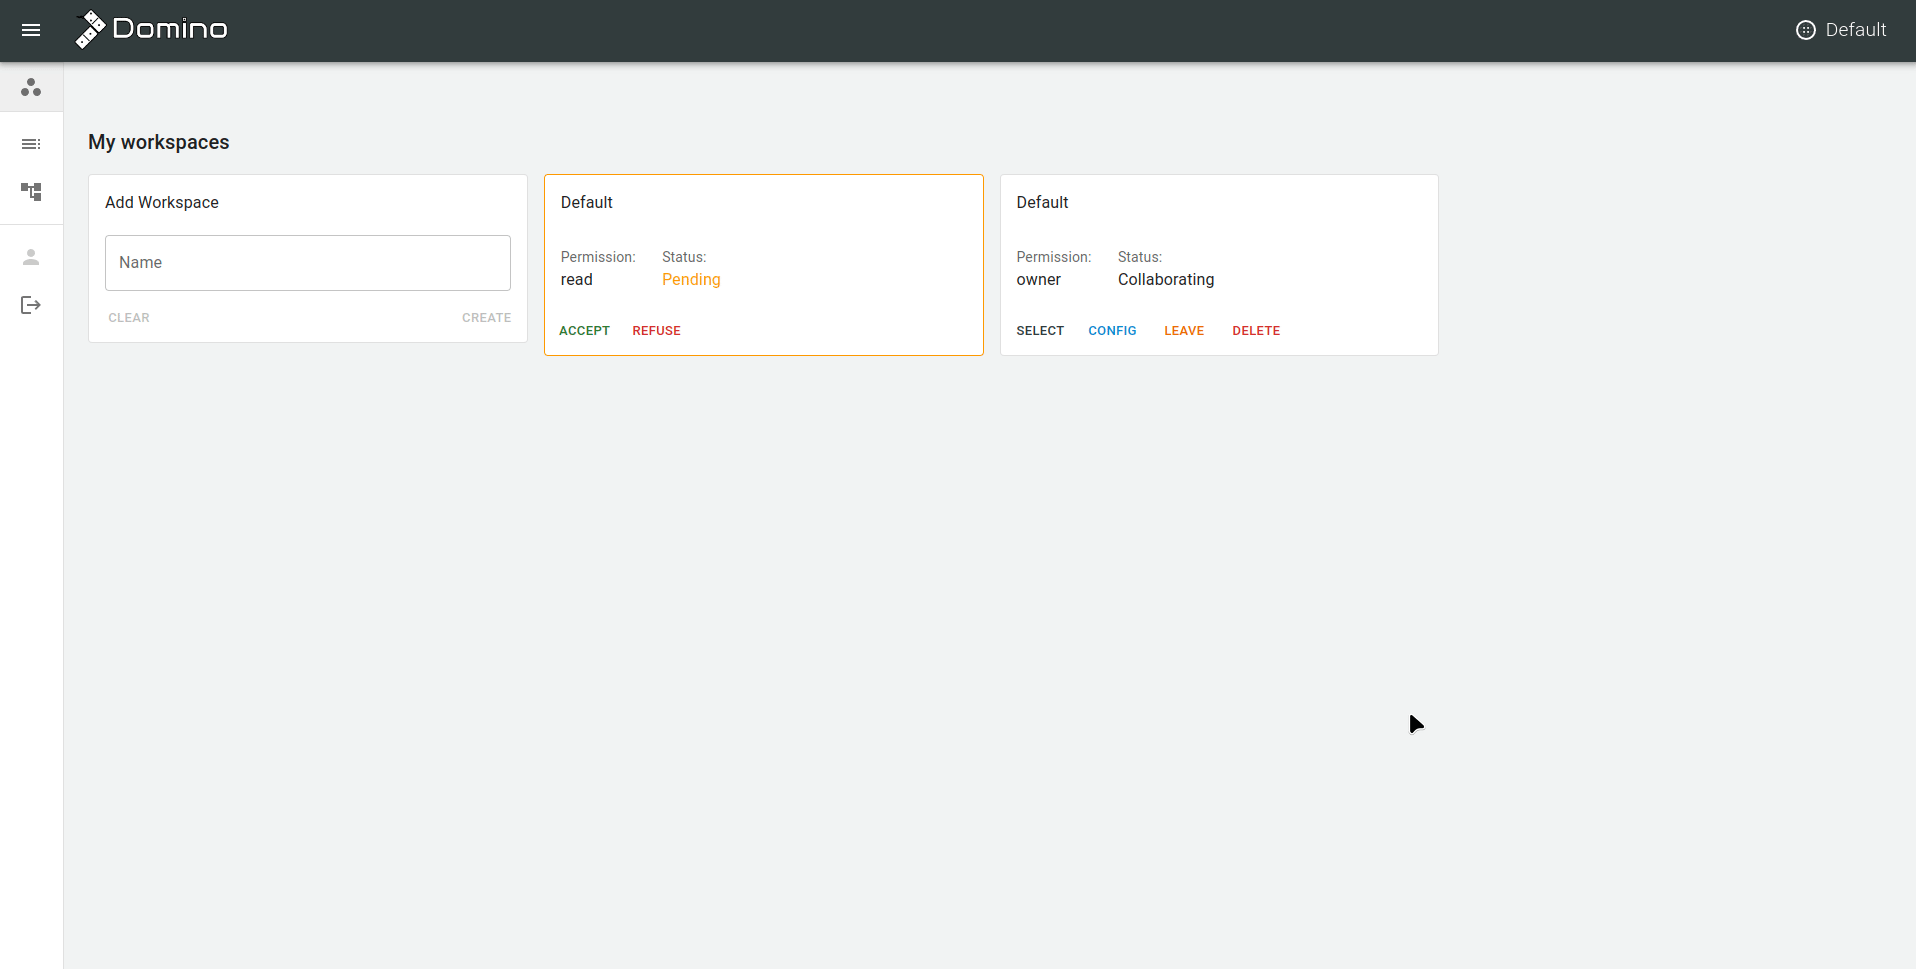 Domino
Default
My workspaces
Add Workspace
Name
CLEAR CREATE
Default
Permission: Status:
read Pending
ACCEPT REFUSE
Default
Permission: Status:
owner Collaborating
SELECT CONFIG LEAVE DELETE